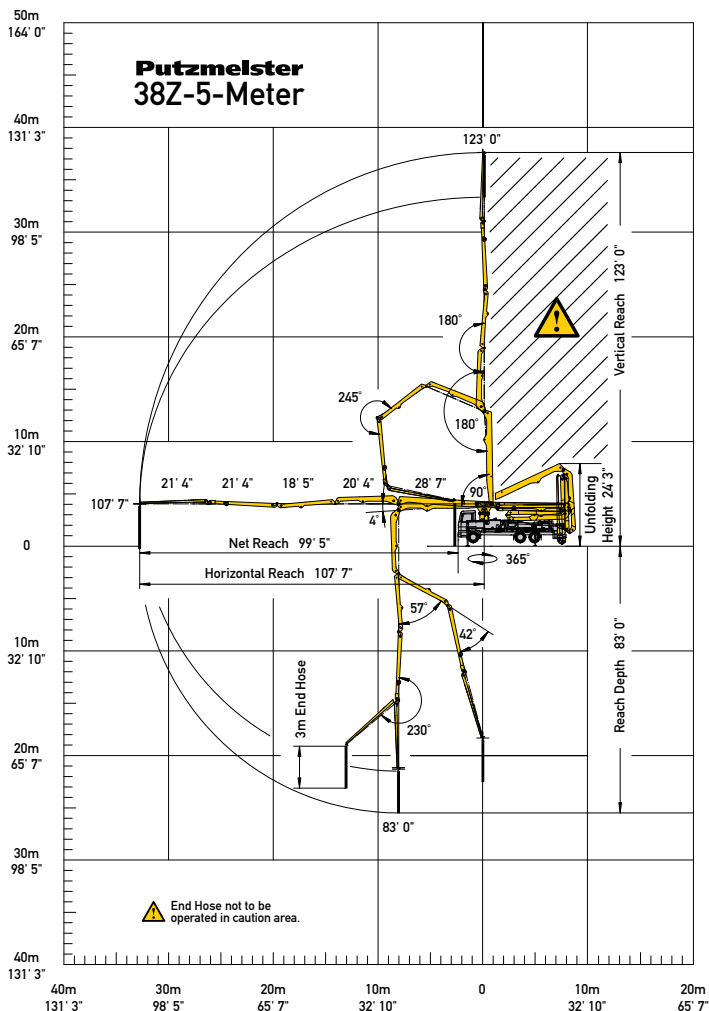 50m
164' 0"
Putzmeister
38Z-5-Meter
40m
131' 3"
123' 0"
30m
98' 5"
Vertical Reach 123' 0"
180°
20m
65' 7"
245°
180°
10m
32' 10"
21' 4" 21' 4" 18' 5" 20' 4" 28' 7" 90°
Unfolding
Height 24' 3"
107' 7"
4°
0
Net Reach 99' 5"
365°
Horizontal Reach 107' 7"
57°
42°
10m
32' 10"
Reach Depth 83' 0"
3m End Hose
230°
20m
65' 7"
83' 0"
30m
98' 5"
End Hose not to be
operated in caution area.
40m
131' 3"
40m 30m 20m 10m 0 10m 20m
131' 3" 98' 5" 65' 7" 32' 10" 32' 10" 65' 7"